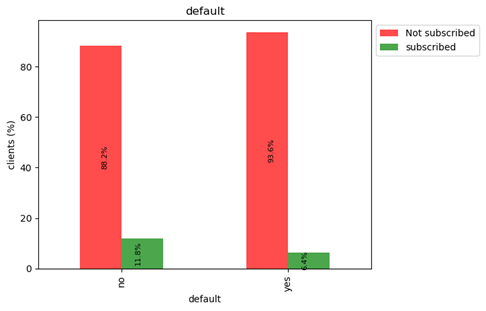 default
Not subscribed
subscribed
clients (%)
80
60
40
20
0
88.2%
11.8%
93.6%
6.4%
no
yes
default